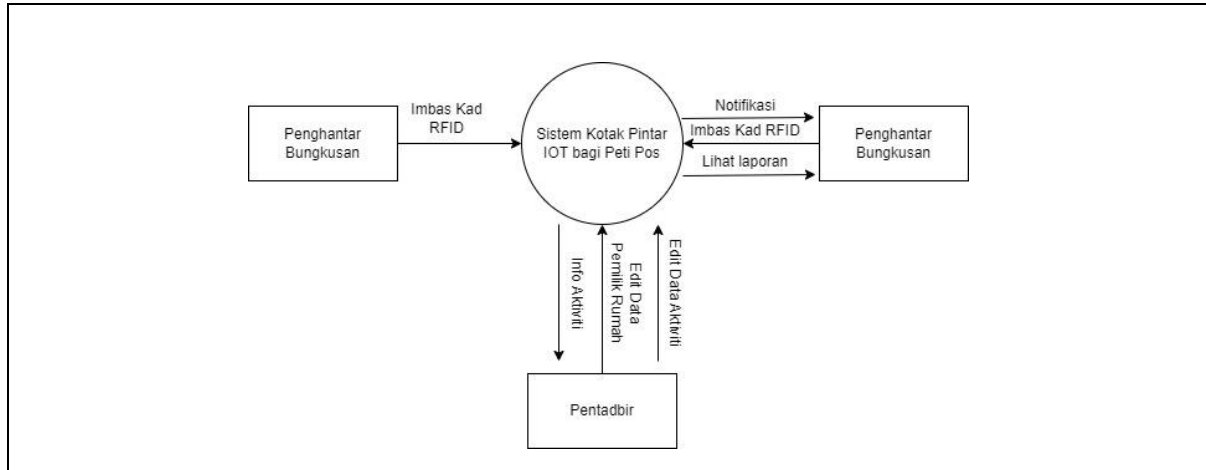 Penghantar
Bungkusan
Imbas Kad
RFID
Sistem Kotak Pintar
IOT bagi Peti Pos
Notifikasi
Imbas Kad RFID
Lihat laporan
Penghantar
Bungkusan
Info Aktiviti
Edit Data
Pemilik Rumah
Edit Data Aktiviti
Pentadbir